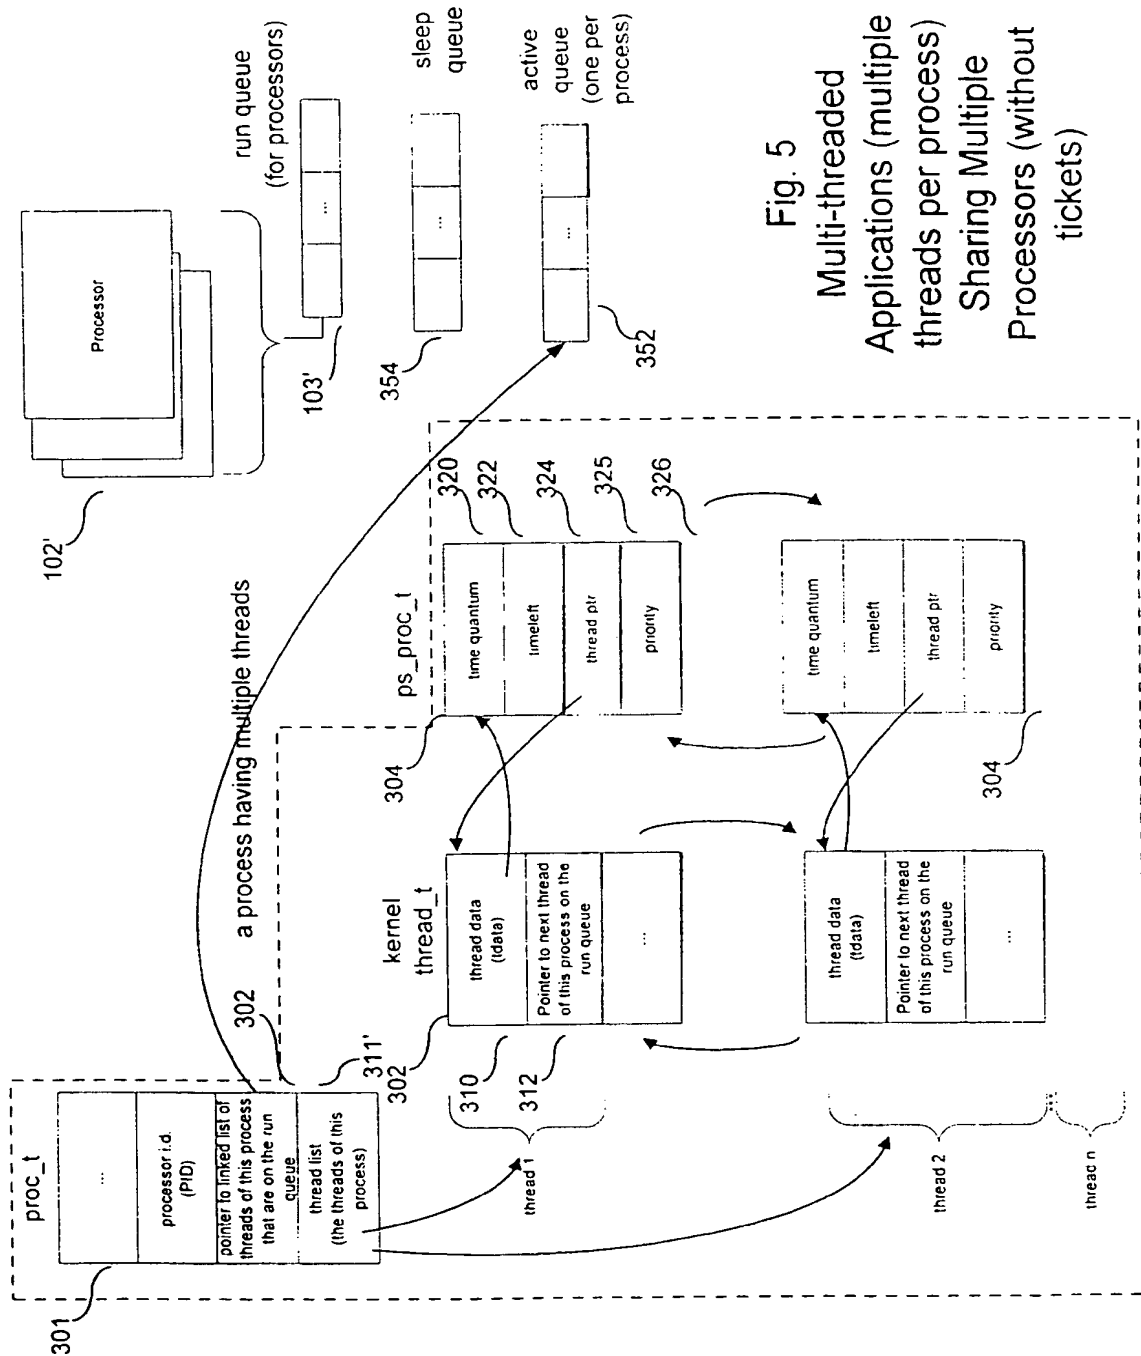 102'
Processor
run queue
(for processors)
...
103'
sleep
queue
...
354
active
queue
(one per
process)
...
352
a process having multiple threads
proc_t
301
...
processor i.d.
(PID)
pointer to linked list of
threads of this process
that are on the run
queue
thread list
(the threads of this
process)
302
311'
kernel
thread_t
302
thread data
(tdata)
Pointer to next thread
of this process on the
run queue
...
310
312
thread 1
ps_proc_t
304
time quantum
timeleft
thread ptr
priority
320
322
324
325
326
thread data
(tdata)
Pointer to next thread
of this process on the
run queue
...
thread 2
...
thread n
time quantum
timeleft
thread ptr
priority
304
Fig. 5
Multi-threaded
Applications (multiple
threads per process)
Sharing Multiple
Processors (without
tickets)